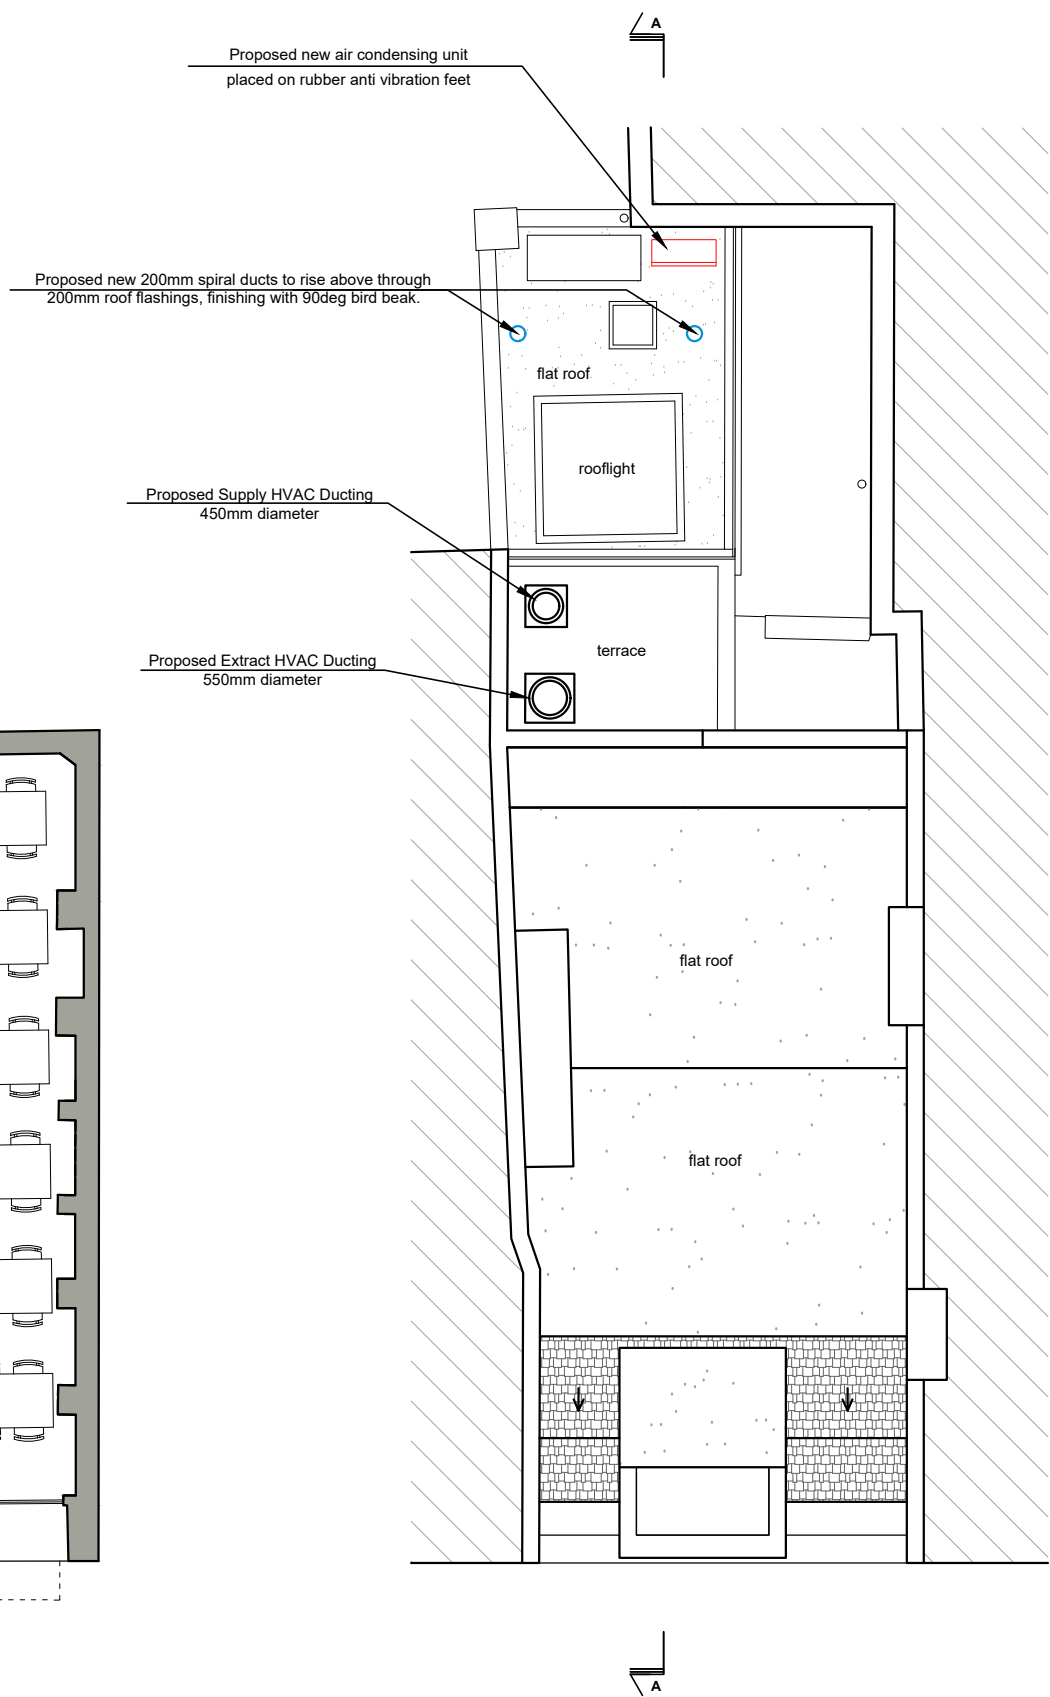 A
Proposed new air condensing unit
placed on rubber anti vibration feet
Proposed new 200mm spiral ducts to rise above through
200mm roof flashings, finishing with 90deg bird beak.
flat roof
rooflight
Proposed Supply HVAC Ducting
450mm diameter
terrace
Proposed Extract HVAC Ducting
550mm diameter
flat roof
flat roof
A